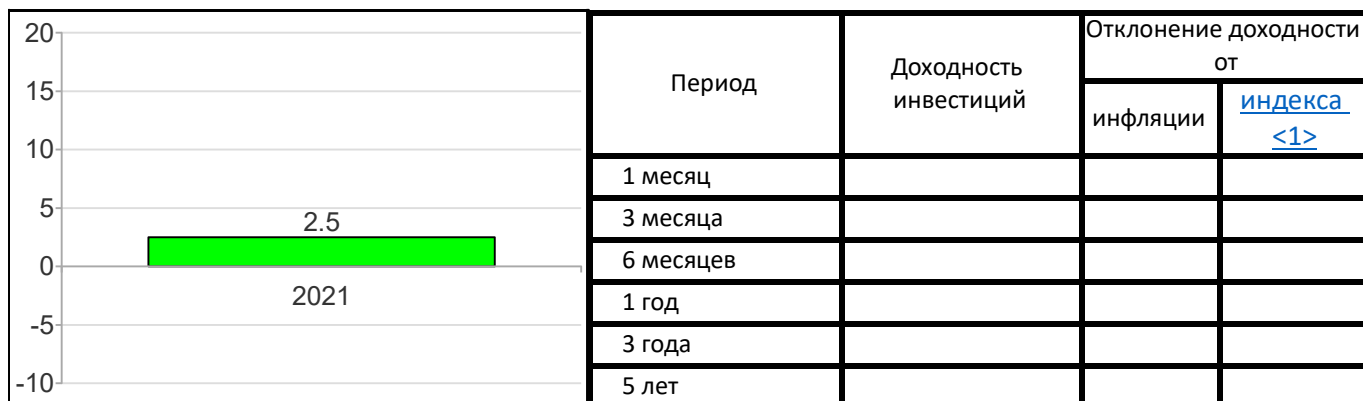 20
15
10
5
0
-5
-10
2.5
2021
Период
Доходность
инвестиций
Отклонение доходности
от
инфляции
индекса
<1>
1 месяц
3 месяца
6 месяцев
1 год
3 года
5 лет